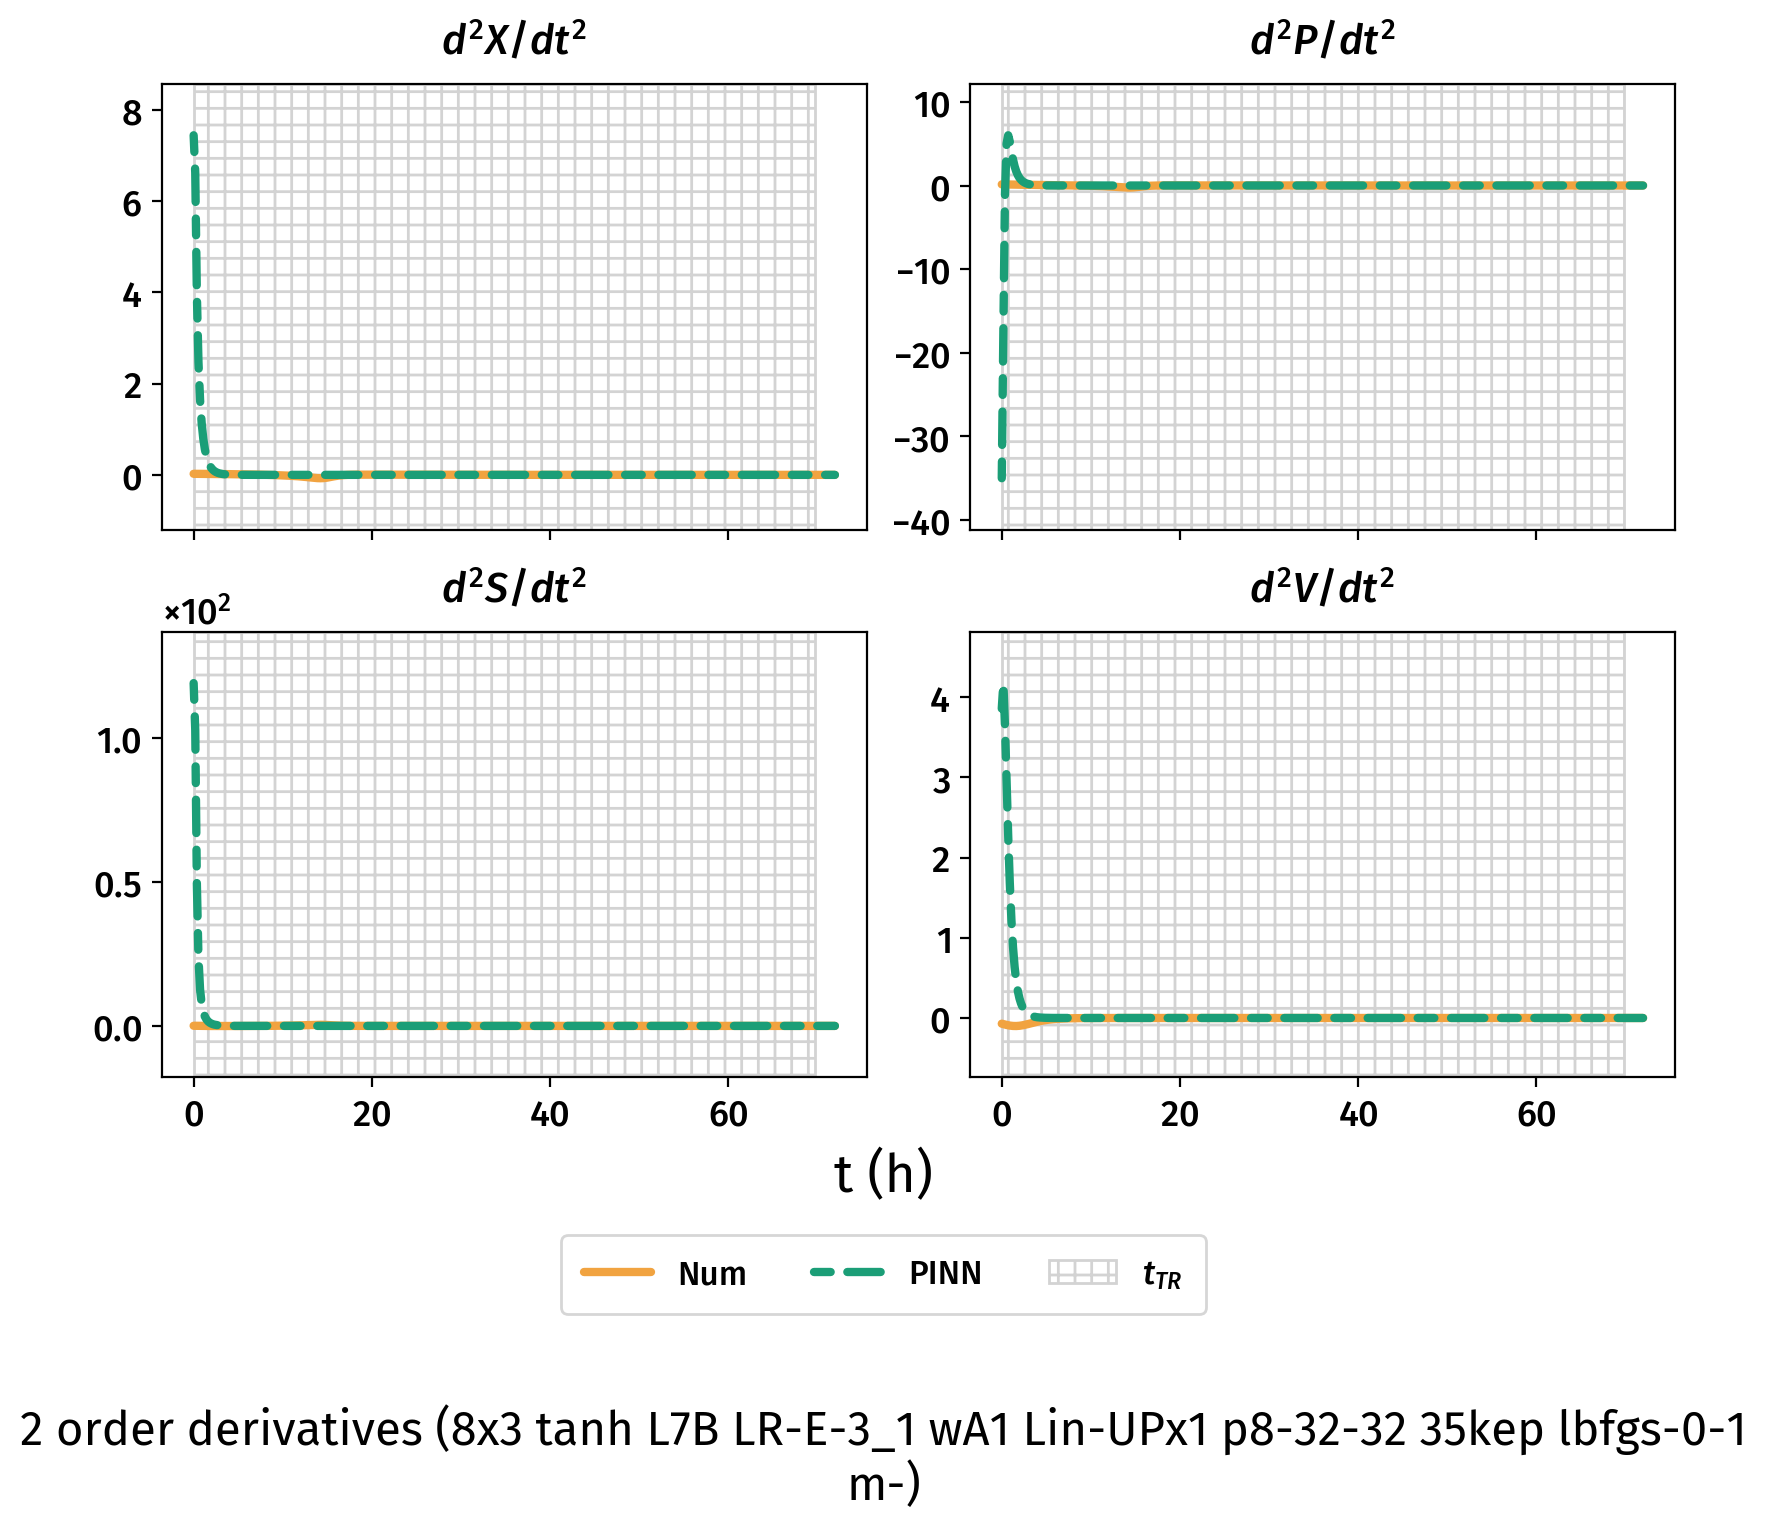 d²X/dt²
d²P/dt²
8
6
4
2
0
10
0
−10
−20
−30
−40
d²S/dt²
d²V/dt²
×10²
1.0
0.5
0.0
4
3
2
1
0
0 20 40 60
0 20 40 60
t (h)
Num PINN t_TR
2 order derivatives (8x3 tanh L7B LR-E-3_1 wA1 Lin-UPx1 p8-32-32 35kep lbfgs-0-1
m-)